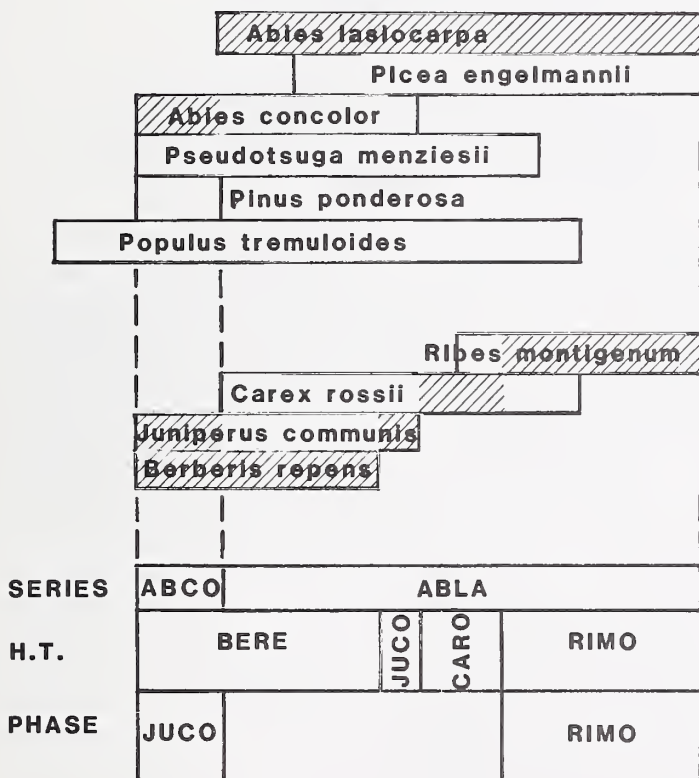 Abies lasiocarpa
Picea engelmannii
Abies concolor
Pseudotsuga menziesii
Pinus ponderosa
Populus tremuloides
Ribes montigenum
Carex rossii
Juniperus communis
Berberis repens
SERIES ABCO ABLA
H.T. BERE JUCO CARO RIMO
PHASE JUCO RIMO